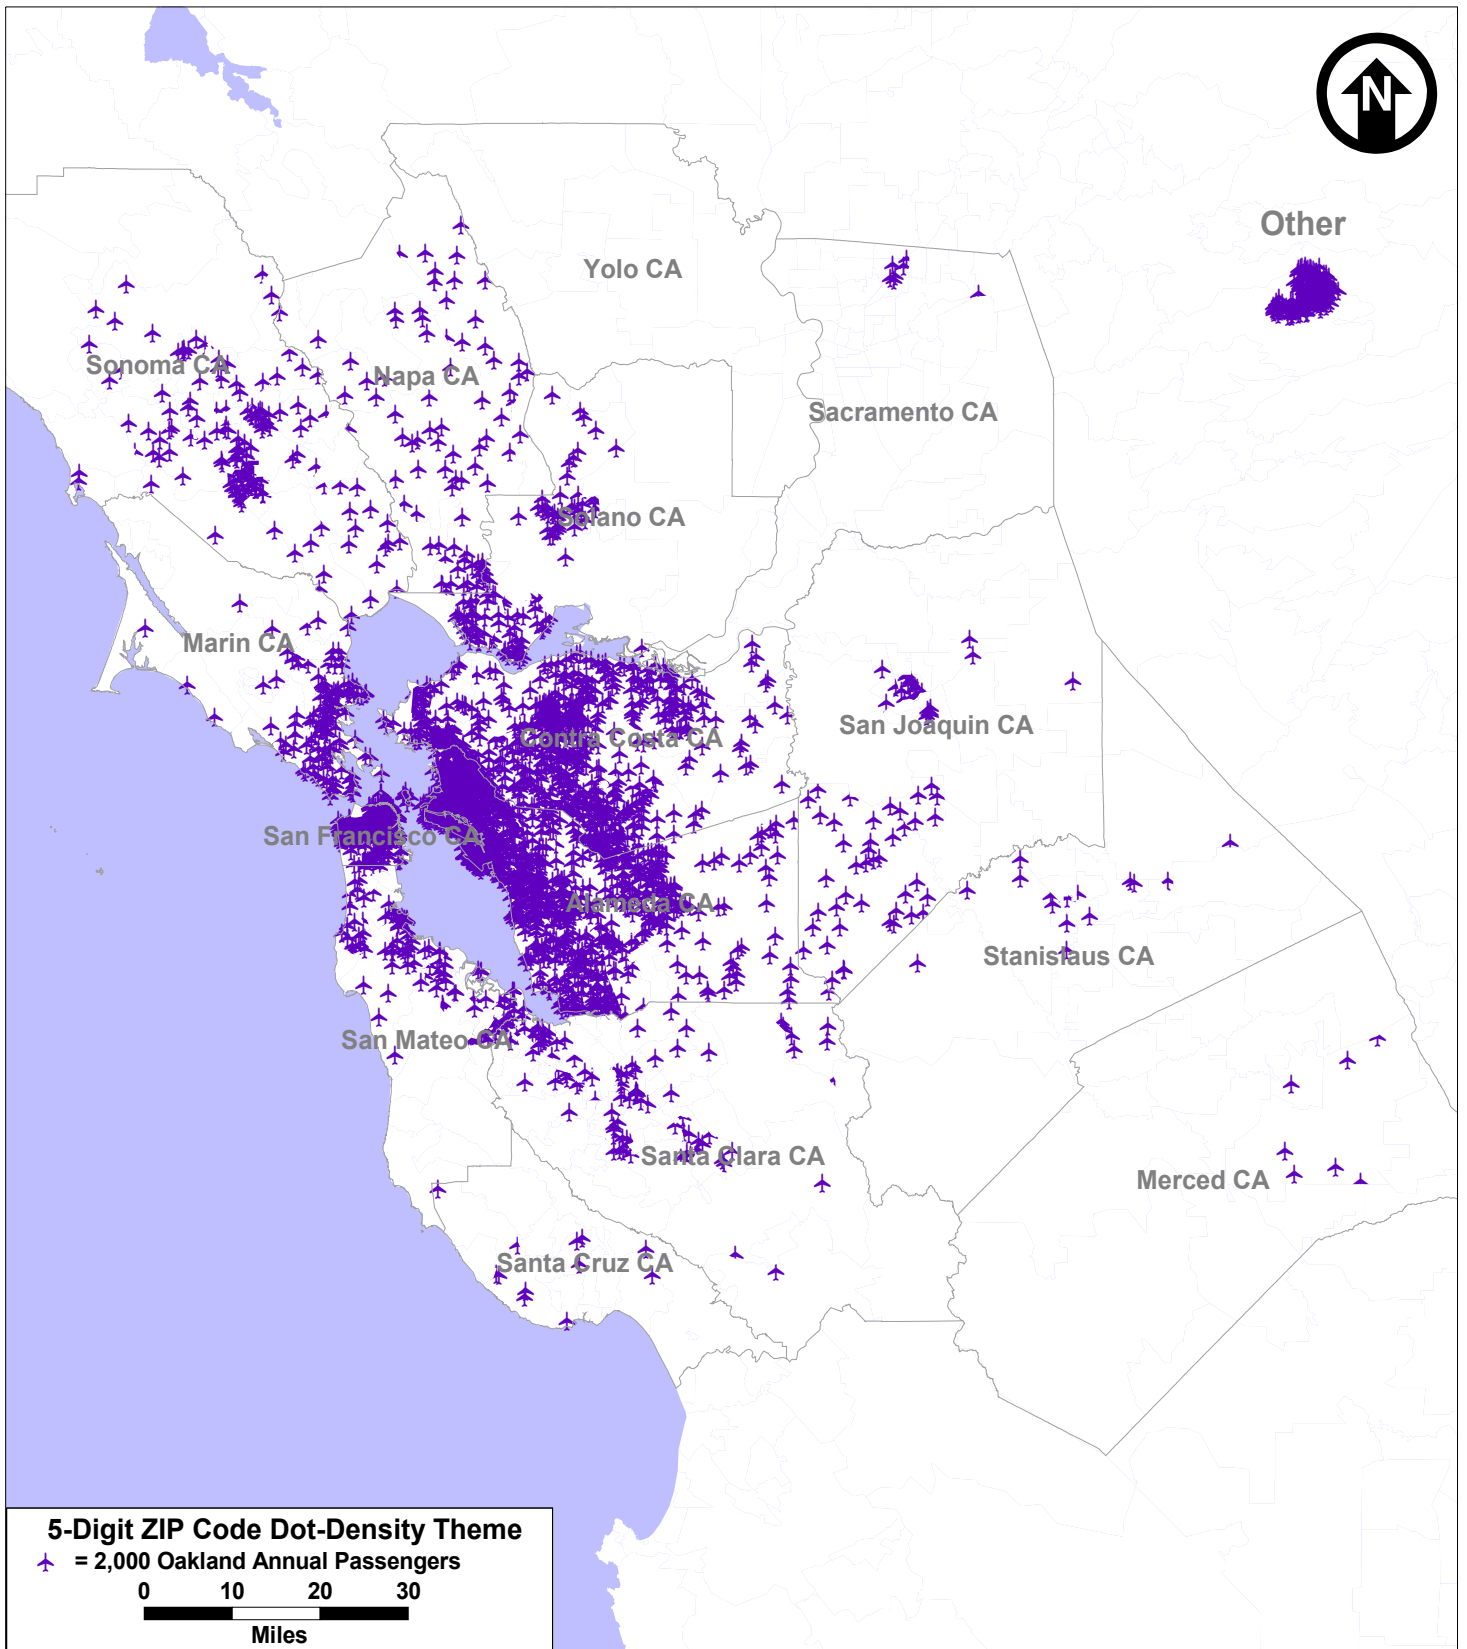 N
Other
Yolo CA
Sonoma CA
Napa CA
Sacramento CA
Solano CA
Marin CA
San Joaquin CA
Contra Costa CA
San Francisco CA
Alameda CA
Stanislaus CA
San Mateo CA
Santa Clara CA
Merced CA
Santa Cruz CA
5-Digit ZIP Code Dot-Density Theme
= 2,000 Oakland Annual Passengers
0 10 20 30
Miles